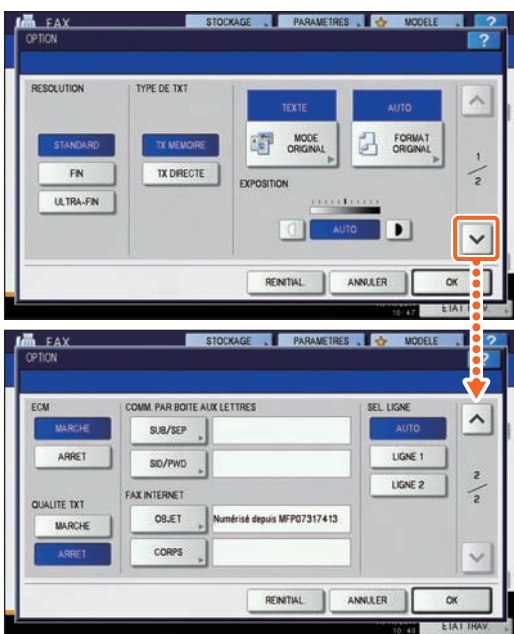 FAX STOCKAGE PARAMETRES MODELE ?
OPTION ?
RESOLUTION TYPE DE TXT
TEXTE AUTO
STANDARD TX MEMOIRE MODE ORIGINAL FORMAT ORIGINAL
FIN TX DIRECTE
1/2
ULTRA-FIN
EXPOSITION
AUTO
REINITIAL. ANNULER OK
10:47 ETAT TRAV.
FAX STOCKAGE PARAMETRES MODELE ?
OPTION ?
ECM COMM. PAR BOITE AUX LETTRES SEL. LIGNE
MARCHE SUB/SEP AUTO
ARRET SID/PWD LIGNE 1
LIGNE 2
2/2
QUALITE TXT FAX INTERNET
MARCHE OBJET Numérisé depuis MFP07317413
ARRET CORPS
REINITIAL. ANNULER OK
10:48 ETAT TRAV.